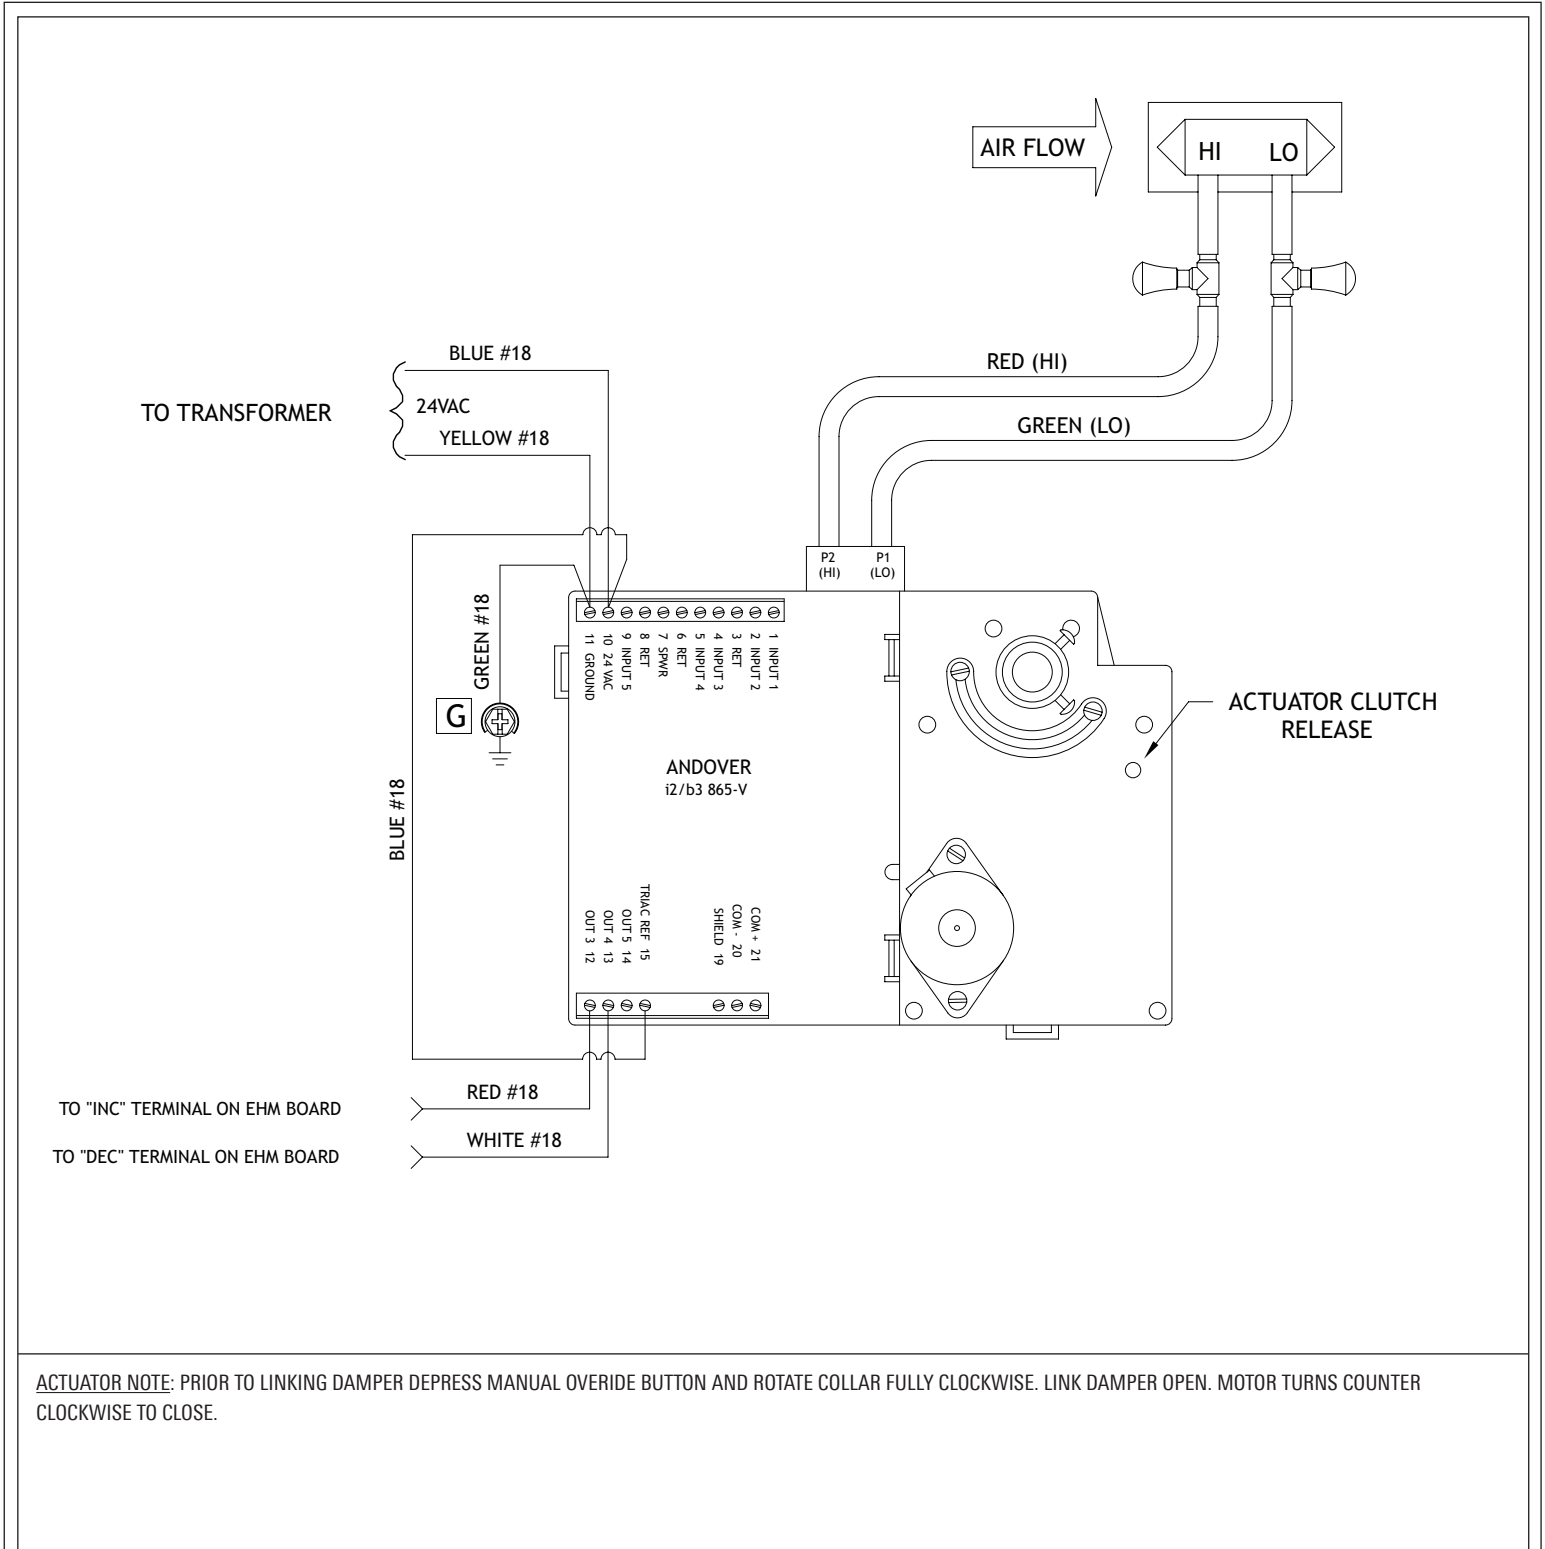 AIR FLOW
HI LO
BLUE #18
RED (HI)
TO TRANSFORMER
24VAC
GREEN (LO)
YELLOW #18
P2 P1
(HI) (LO)
GREEN #18
11 GROUND
10 24 VAC
9 INPUT 5
8 RET
7 SPWR
6 RET
5 INPUT 4
4 INPUT 3
3 RET
2 INPUT 2
1 INPUT 1
G
ACTUATOR CLUTCH
RELEASE
ANDOVER
i2/b3 865-V
BLUE #18
OUT 3 12
OUT 4 13
OUT 5 14
TRIAC REF 15
SHIELD 19
COM - 20
COM + 21
RED #18
TO "INC" TERMINAL ON EHM BOARD
WHITE #18
TO "DEC" TERMINAL ON EHM BOARD
ACTUATOR NOTE: PRIOR TO LINKING DAMPER DEPRESS MANUAL OVERIDE BUTTON AND ROTATE COLLAR FULLY CLOCKWISE. LINK DAMPER OPEN. MOTOR TURNS COUNTER
CLOCKWISE TO CLOSE.